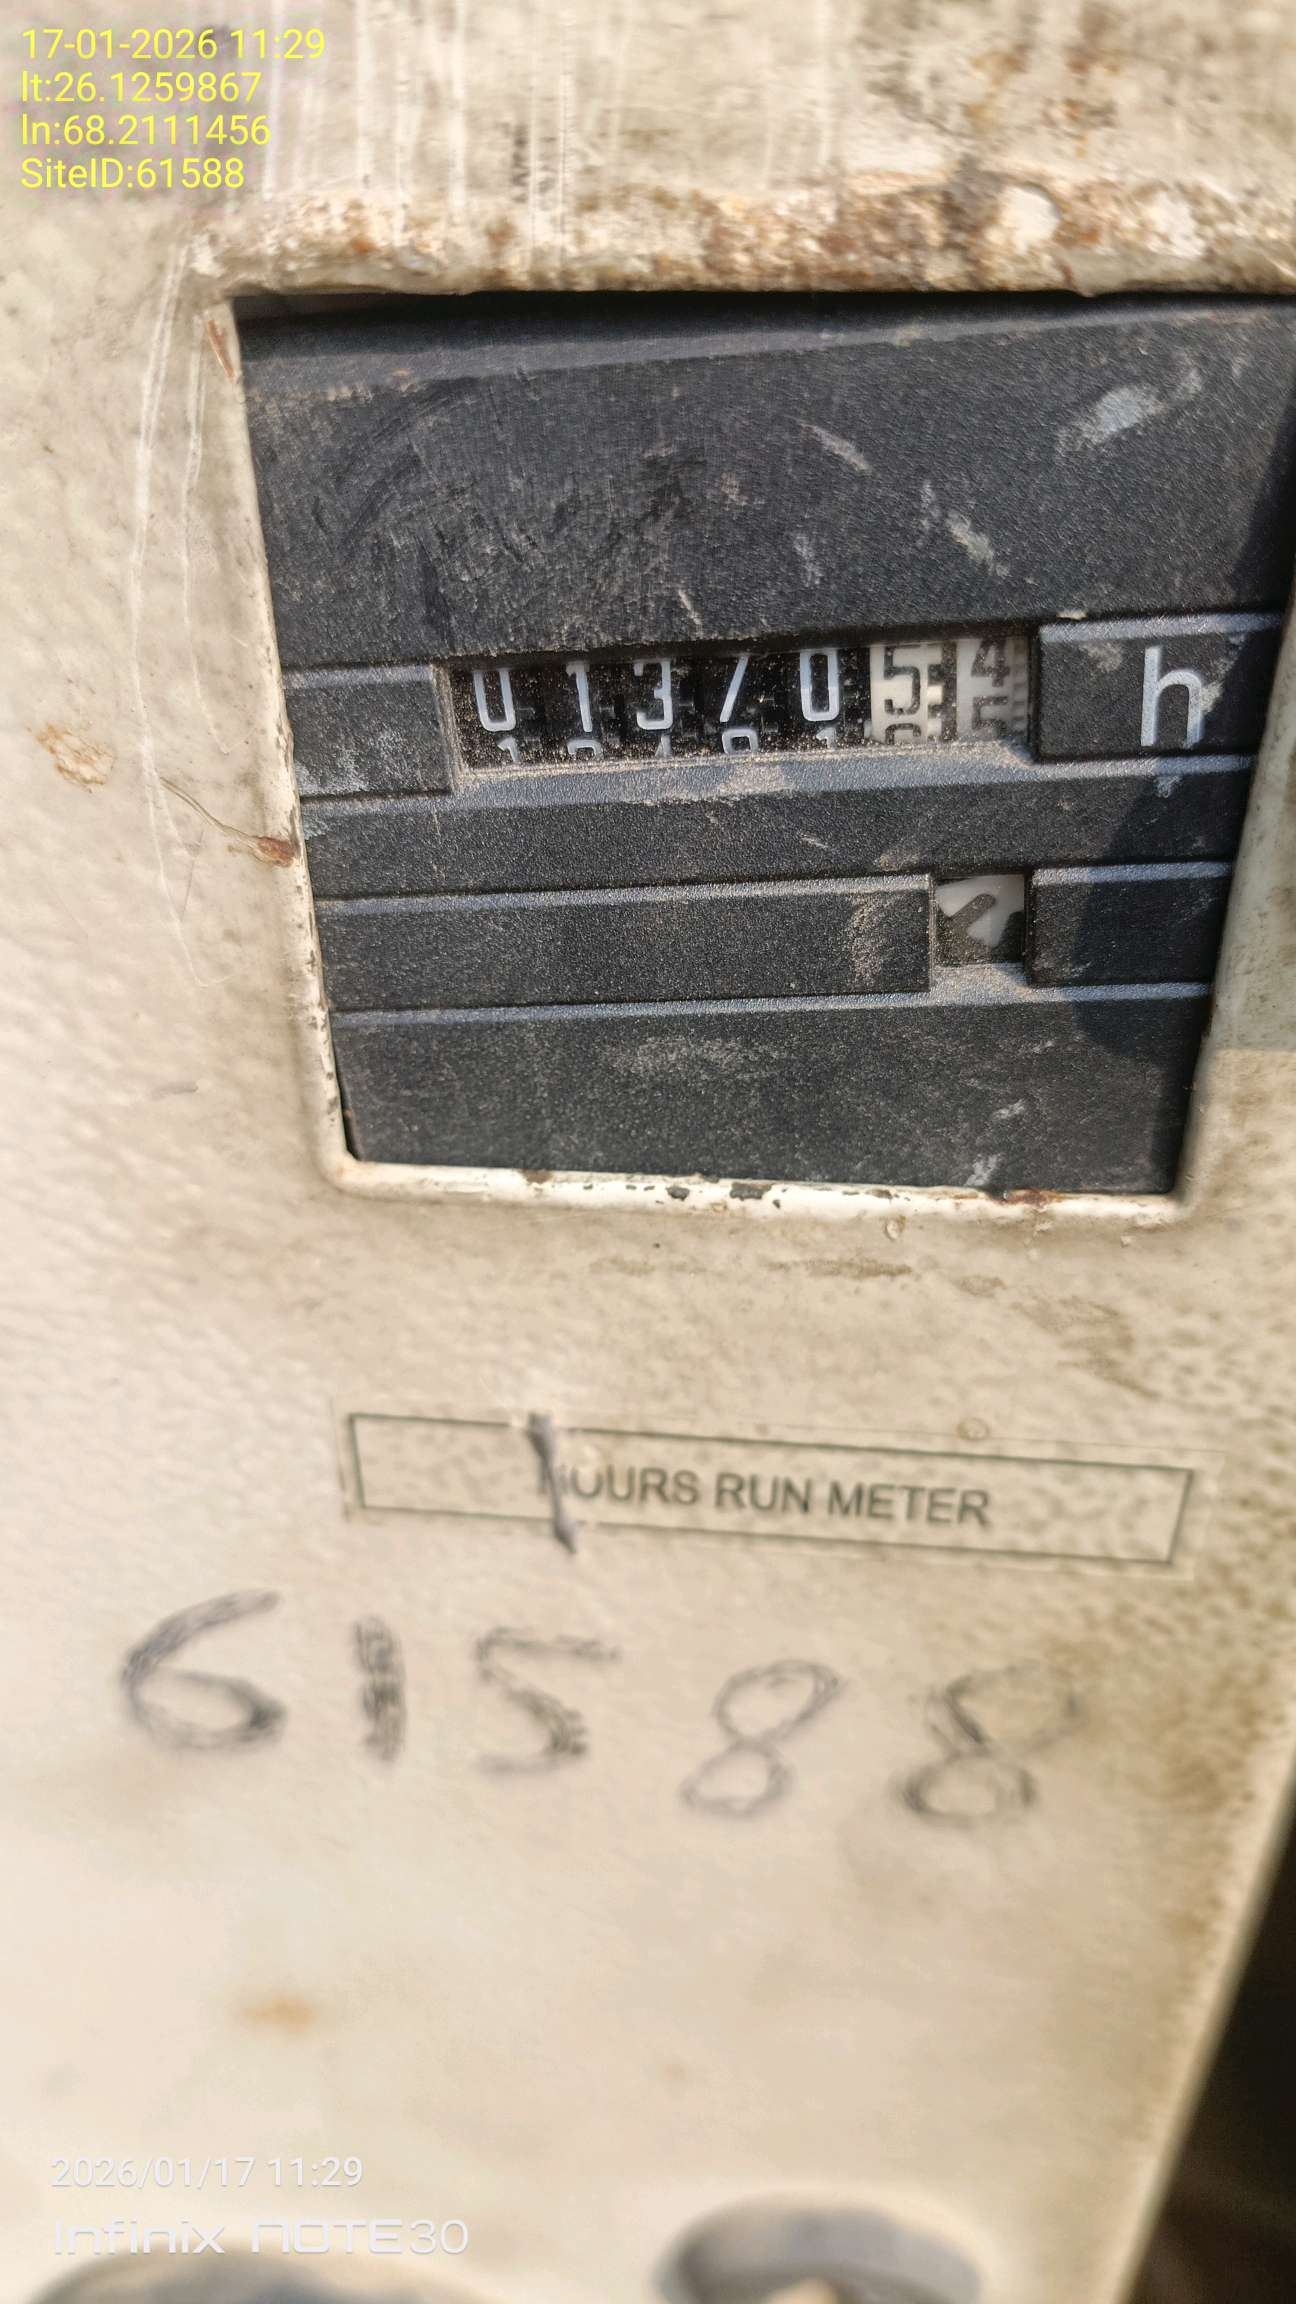 17-01-2026 11:29
lt:26.1259867
ln:68.2111456
SiteID:61588
0137054 h
HOURS RUN METER
61588
2026/01/17 11:29
Infinix NOTE30